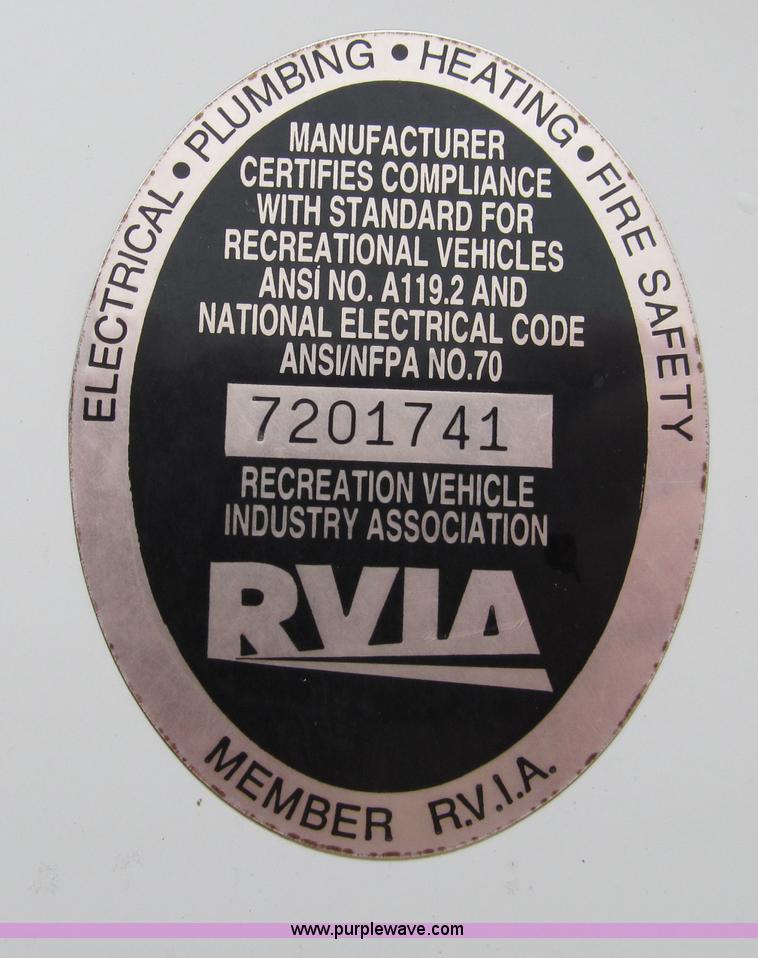 ELECTRICAL • PLUMBING • HEATING • FIRE SAFETY
MANUFACTURER
CERTIFIES COMPLIANCE
WITH STANDARD FOR
RECREATIONAL VEHICLES
ANSI NO. A119.2 AND
NATIONAL ELECTRICAL CODE
ANSI/NFPA NO.70
7201741
RECREATION VEHICLE
INDUSTRY ASSOCIATION
RVIA
MEMBER R.V.I.A.
www.purplewave.com